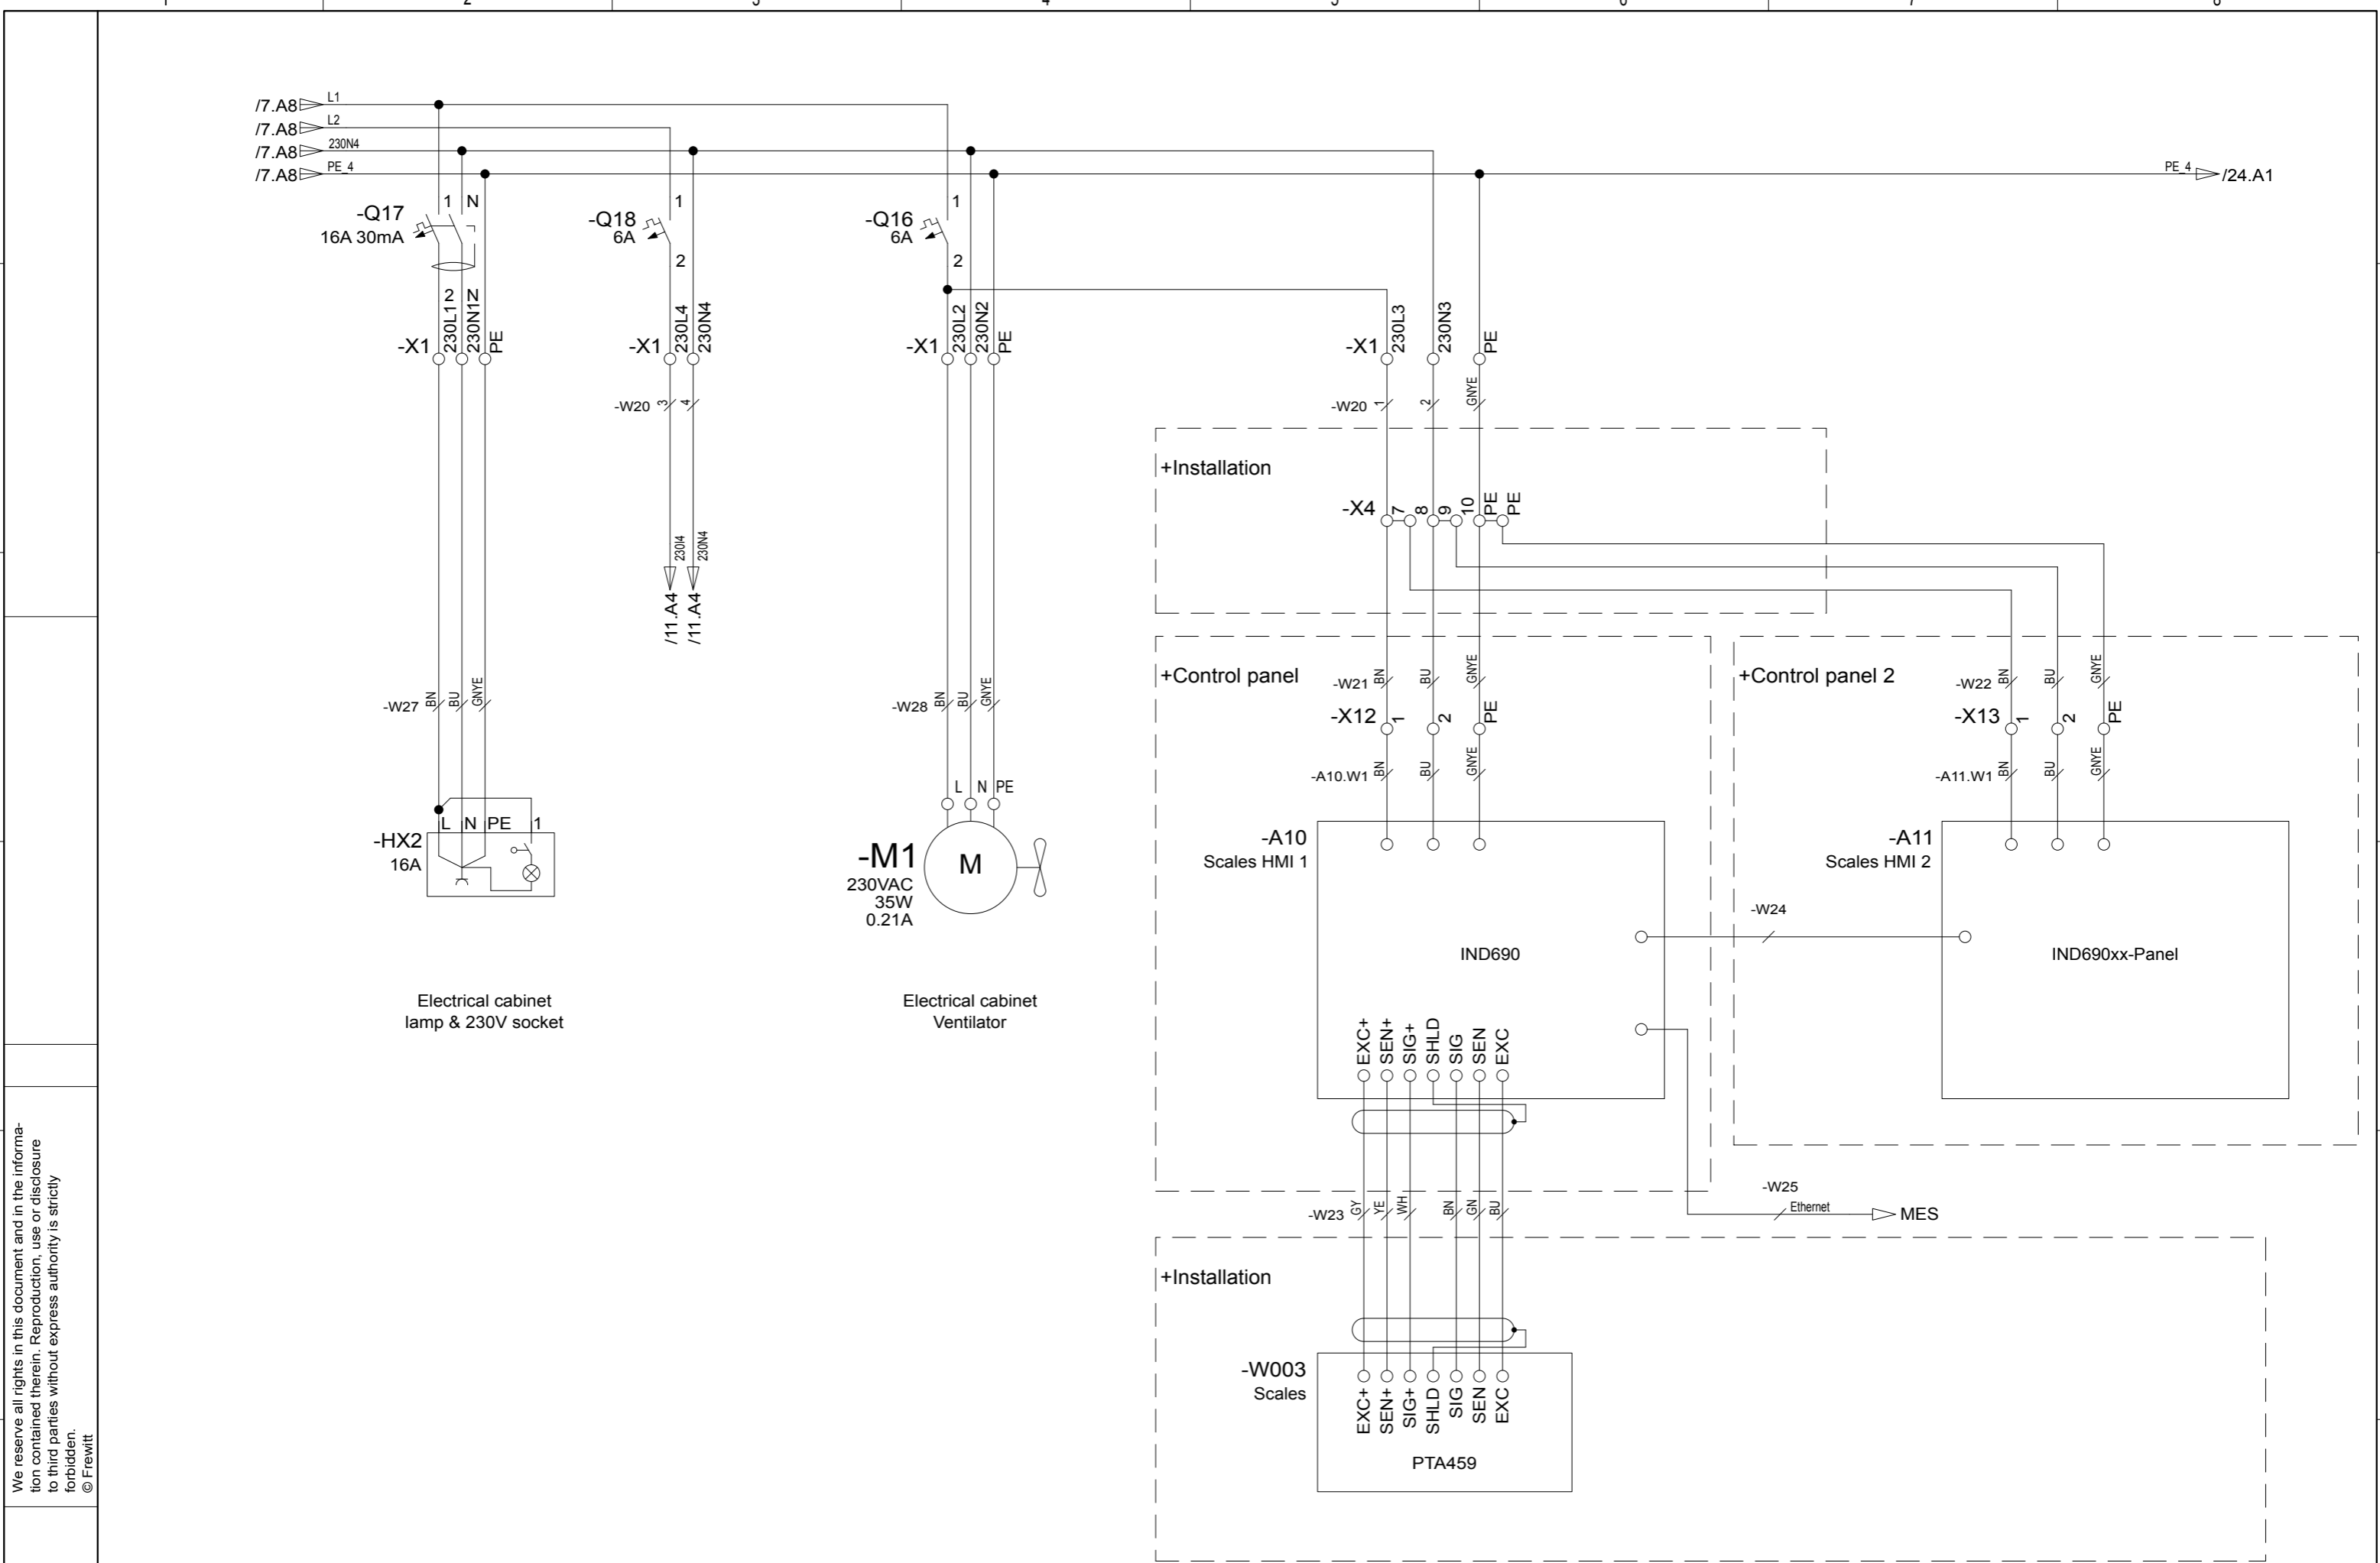 1 2 3 4 5 6 7 8
/7.A8 L1
/7.A8 L2
/7.A8 230N4
/7.A8 PE_4
PE_4 /24.A1
-Q17
16A 30mA
1 N
2 N
-Q18
6A
1
2
-Q16
6A
1
2
-X1 230L1 230N1 PE
-X1 230L4 230N4
-X1 230L2 230N2 PE
-X1 230L3 230N3 PE
-W20 3 4
-W20 1 2 GNYE
+Installation
-X4 7 8 9 10 PE PE
230l4 230N4
/11.A4 /11.A4
+Control panel
-W21 BN BU GNYE
-X12 1 2 PE
-A10.W1 BN BU GNYE
+Control panel 2
-W22 BN BU GNYE
-X13 1 2 PE
-A11.W1 BN BU GNYE
-W27 BN BU GNYE
-W28 BN BU GNYE
L N PE 1
-HX2
16A
L N PE
-M1
230VAC
35W
0.21A
M
-A10
Scales HMI 1
IND690
-A11
Scales HMI 2
IND690xx-Panel
-W24
Electrical cabinet
lamp & 230V socket
Electrical cabinet
Ventilator
EXC+ SEN+ SIG+ SHLD SIG SEN EXC
-W25
Ethernet
MES
-W23 GY YE WH BN GN BU
+Installation
-W003
Scales
EXC+ SEN+ SIG+ SHLD SIG SEN EXC
PTA459
We reserve all rights in this document and in the informa-
tion contained therein. Reproduction, use or disclosure
to third parties without express authority is strictly
forbidden.
© Frewitt